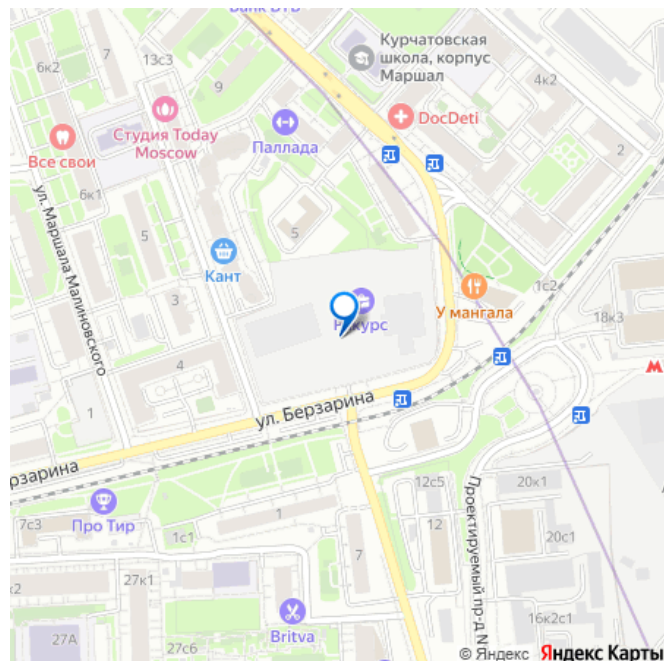 Bank ВТБ
7
13с3
6к2
9
Курчатовская
школа, корпус
Маршал
4к2
Студия Today
Moscow
Паллада
DocDeti
Все свои
2
6к1
ул. Маршала Малиновского
5
5
Кант
3
1с2
Ракурс
У мангала
18к3
4
1
ул. Берзарина
Проектируемый пр-д N
12с5
20к1
Про Тир
7с3
1с1
1
12
20с1
7
27к1
16к2с1
27А
27с6
Britva
© Яндекс Яндекс Карты